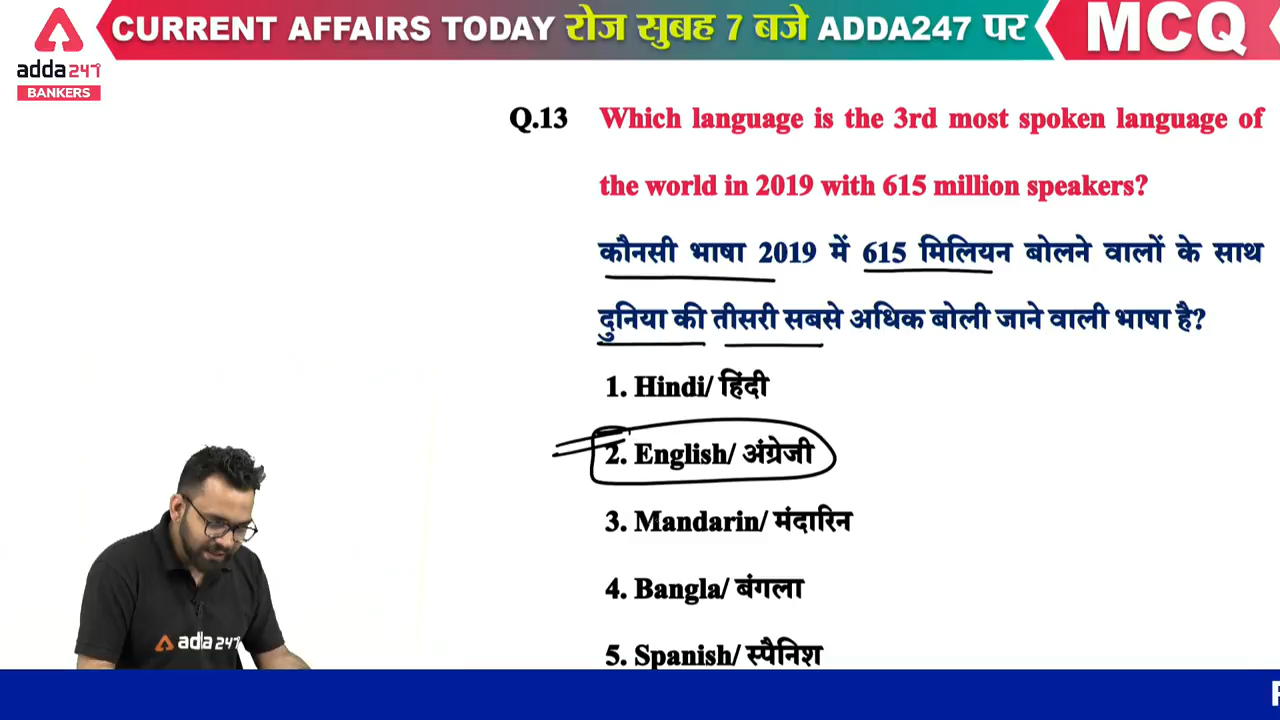 CURRENT AFFAIRS TODAY रोज सुबह 7 बजे ADDA247 पर
MCQ
adda247
BANKERS
Q.13 Which language is the 3rd most spoken language of
the world in 2019 with 615 million speakers?
कौनसी भाषा 2019 में 615 मिलियन बोलने वालों के साथ
दुनिया की तीसरी सबसे अधिक बोली जाने वाली भाषा है?
1. Hindi/ हिंदी
2. English/ अंग्रेजी
3. Mandarin/ मंदारिन
4. Bangla/ बंगला
5. Spanish/ स्पैनिश
adda247